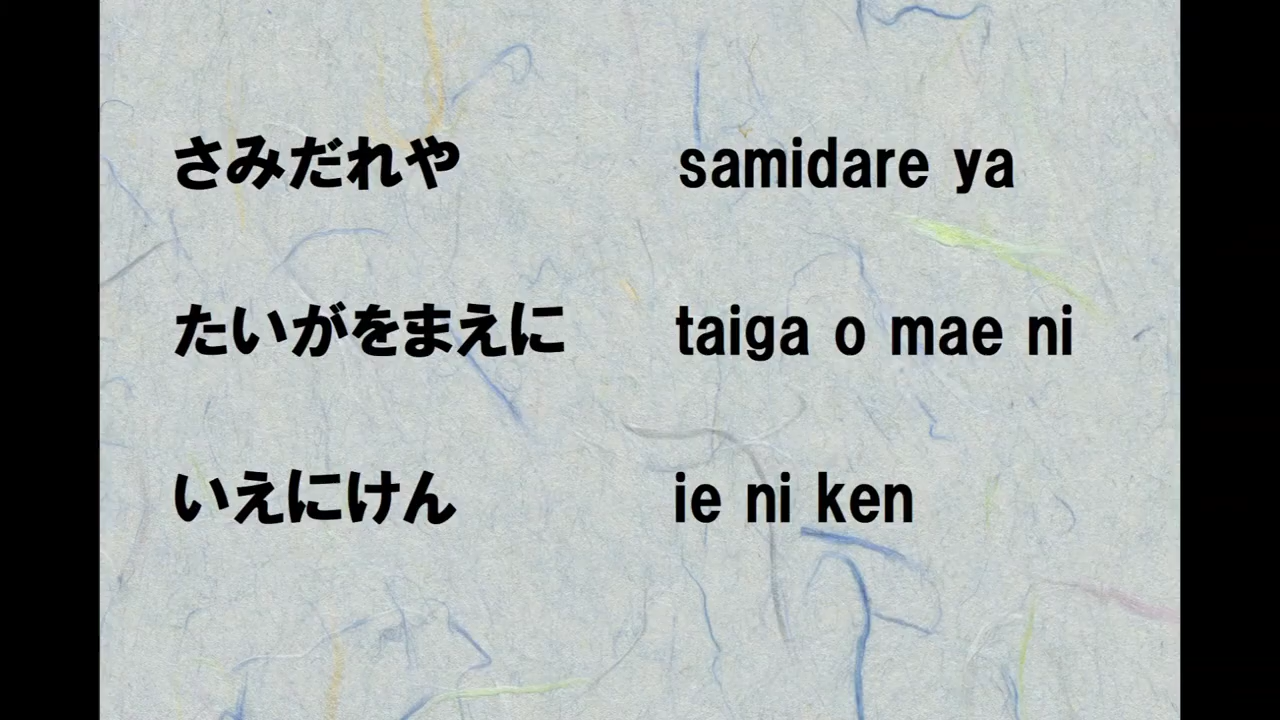 さみだれや samidare ya
たいがをまえに taiga o mae ni
いえにけん ie ni ken